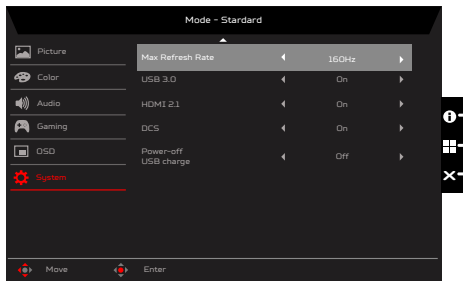 Mode - Stardard
Picture
Color
Audio
Gaming
OSD
System
Max Refresh Rate 160Hz
USB 3.0 On
HDMI 2.1 On
DCS On
Power-off
USB charge Off
Move Enter